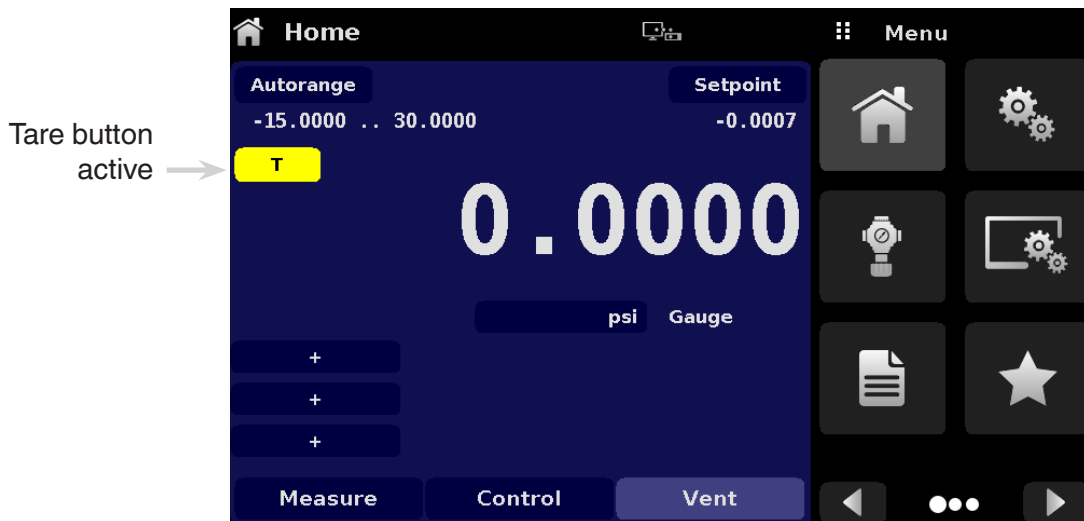 Home
Menu
Autorange
Setpoint
-15.0000 .. 30.0000
-0.0007
Tare button
active
T
0.0000
psi
Gauge
+
+
+
Measure
Control
Vent